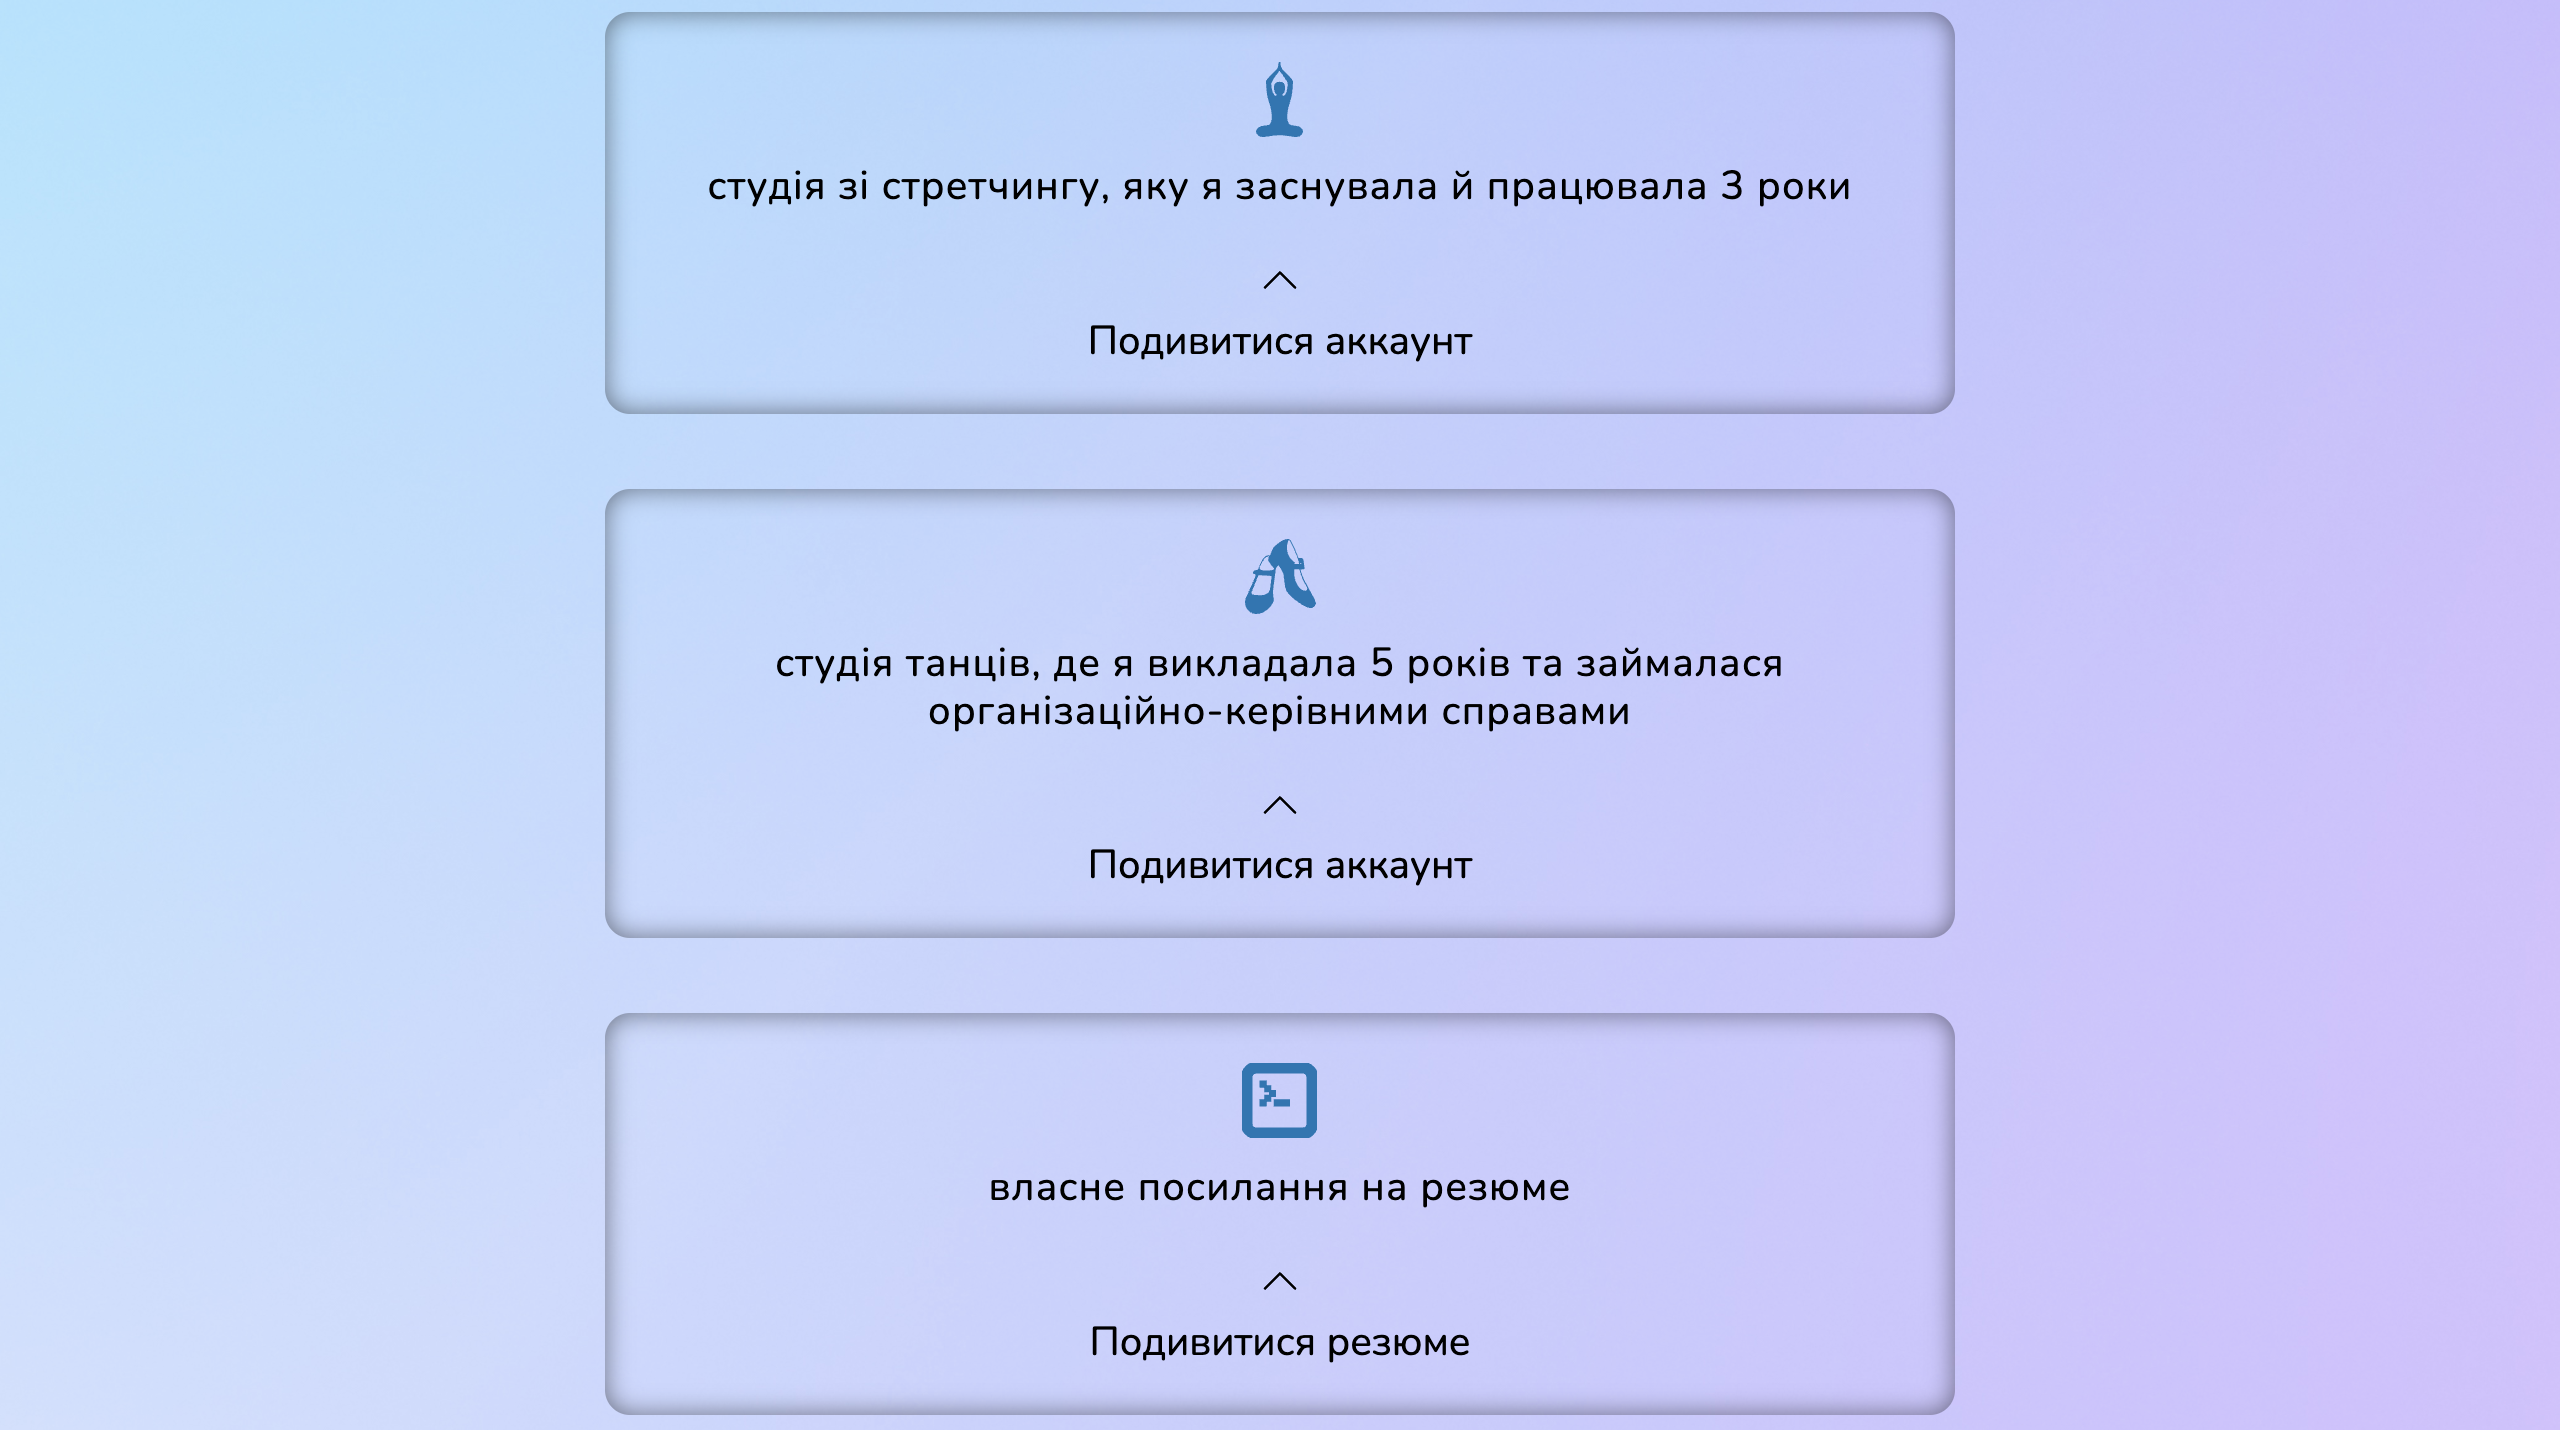 студія зі стретчингу, яку я заснувала й працювала 3 роки
Подивитися аккаунт
студія танців, де я викладала 5 років та займалася
організаційно-керівними справами
Подивитися аккаунт
власне посилання на резюме
Подивитися резюме